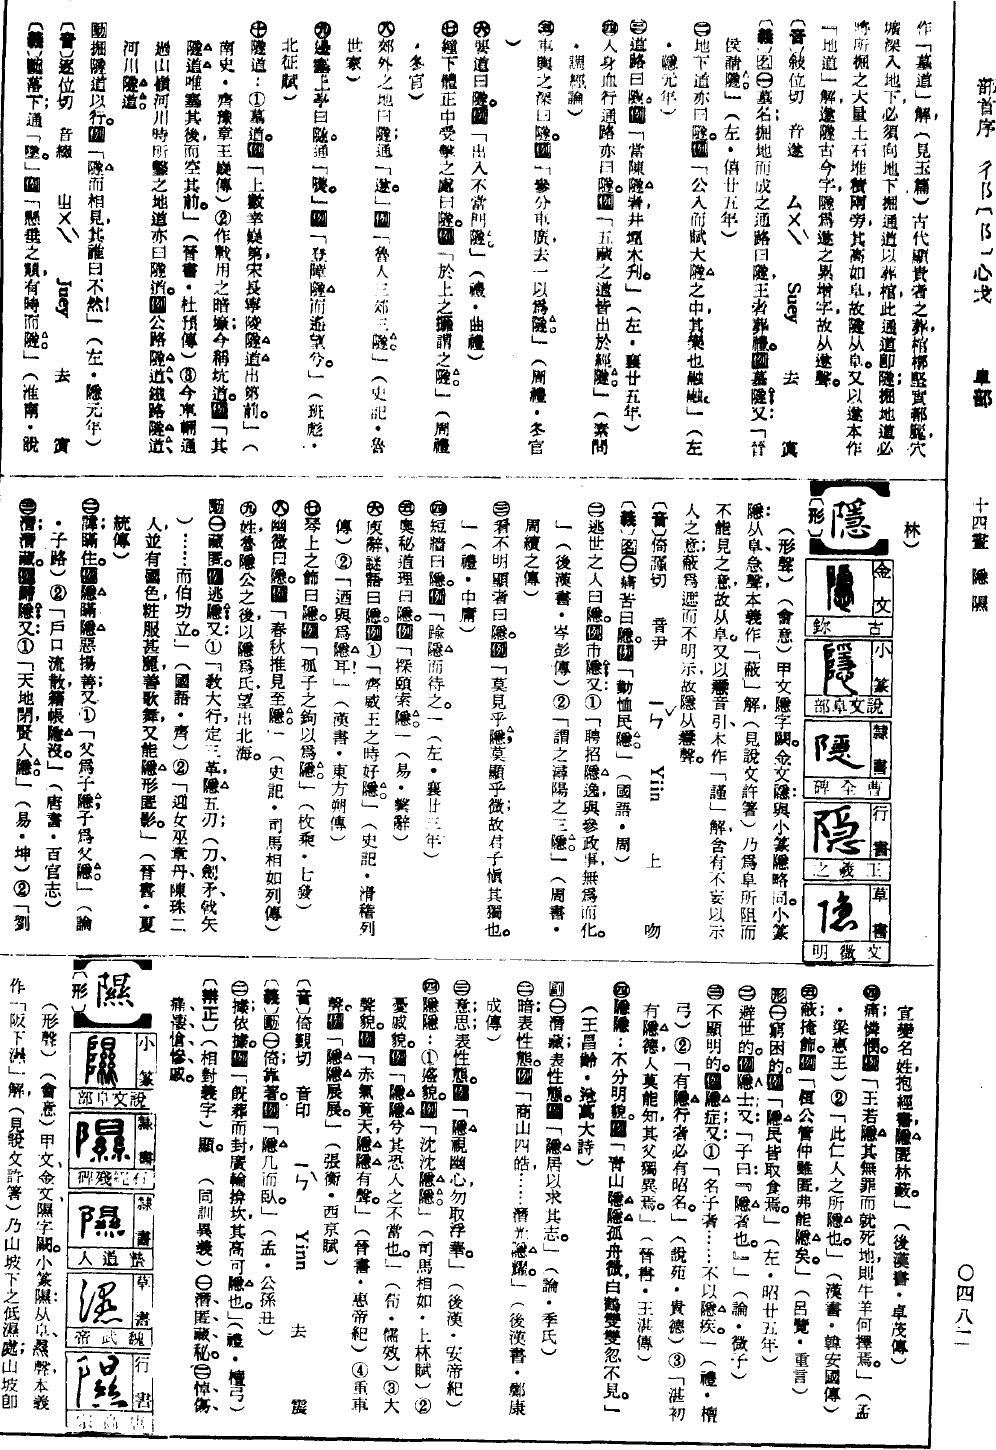 部首序 彳卩阝心戈 阜部 十四畫 隱 隰 〇四八二
作「墓道」解(見玉篇)古代顯貴者之葬,棺槨堅實都脫穴
壙深入地下,必須向地下掘通道以葬棺,此通道即隧;掘地道必
將所掘之大量土石堆積兩旁,其高如阜,故隧从阜。又以遂本作
「地道」解,遂隧古今字,隧爲遂之累增字,故从遂聲。
(音)敍位切 音遂 ㄙㄨㄟˋ Suey 去 寘
(義)名㊀墓名掘地而成之通路曰隧,王者葬禮。例墓隧;又「晉
侯請隧」(左・僖廿五年)
㊁地下道亦曰隧。例「公入而賦:大隧之中,其樂也融融。」(左
・隱元年)
㊂道路曰隧。例「當陳隧者,井堙木刋。」(左・襄廿五年)
㊃人身血行通路亦曰隧。例「五藏之道皆出於經隧。」(素問
・調經論)
㊄車輿之深曰隧。例「參分車廣,去一以爲隧。」(周禮・冬官
)
㊅要道曰隧。例「出入不當門隧。」(禮・曲禮)
㊆鐘下體正中受擊之處曰隧。例「於上之攠謂之隧。」(周禮
・冬官)
㊇郊外之地曰隧;通「遂」。例「魯人三郊三隧。」(史記・魯
世家)
㊈邊塞上亭曰隧;通「㸂」。例「登障隧而遙望兮。」(班彪・
北征賦)
㊉隧道:①墓道。例「上數幸嶷第,宋長寧陵隧道出第前。」(
南史・齊豫章王嶷傳)②作戰用之暗壕,今稱坑道。例「其
隧道唯塞其後而空其前。」(晉書・杜預傳)③今車輛通
過山嶺河川時所鑿之地道亦曰隧道。例公路隧道、鐵路隧道、
河川隧道。
動掘隧道以行。例「隧而相見,其誰曰不然!」(左・隱元年)
(音)逐位切 音綴 ㄓㄨㄟˋ Juey 去 寘
(義)動落下;通「墜」。例「懸垂之類,有時而隧。」(淮南・說
林)
隱
金文 古鉨
小篆 說文阜部
隸書 曹全碑
行書 王羲之
草書 文徵明
(形)
(形聲)(會意)甲文隱字闕。金文隱與小篆隱略同。小篆
隱从阜、㥯聲,本義作「蔽」解(見說文許箸)乃爲阜所阻而
不能見之意,故从阜。又以㥯音引,本作「謹」解,含有不妄以示
人之意;蔽爲遮而不明示,故隱从㥯聲。
(音)倚謹切 音尹 ㄧㄣˇ Yiin 上 吻
(義)名㊀痛苦曰隱。例「勤恤民隱。」(國語・周)
㊁逃世之人曰隱。例市隱;又①「聘招隱逸,與參政事,無爲而化。
」(後漢書・岑彭傳)②「謂之潯陽之三隱。」(周書・
周續之傳)
㊂看不明顯者曰隱。例「莫見乎隱,莫顯乎微,故君子愼其獨也。
」(禮・中庸)
㊃短牆曰隱。例「踰隱而待之。」(左・襄廿三年)
㊄奧秘道理曰隱。例「探賾索隱。」(易・繫辭)
㊅廋辭,謎語曰隱。例①「齊威王之時好隱。」(史記・滑稽列
傳)②「迺與爲隱耳!」(漢書・東方朔傳)
㊆琴上之飾曰隱。例「孤子之鉤以爲隱。」(枚乘・七發)
㊇幽微曰隱。例「春秋推見至隱。」(史記・司馬相如列傳)
㊈姓,魯隱公之後以隱爲氏,望出北海。
動㊀藏匿。例逃隱;又①「敎大行,定三革,隱五刃(刀劍矛戟矢
)……而伯功立。」(國語・齊)②「迎女巫章丹、陳珠二
人並有國色,粧服甚麗,善歌舞,又能隱形匿影。」(晉書・夏
統傳)
㊁諱,瞞住。例隱瞞,隱惡揚善;又①「父爲子隱,子爲父隱。」(論
・子路)②「戶口流散,籍帳隱沒。」(唐書・百官志)
㊂潛,潛藏。例歸隱;又①「天地閉,賢人隱。」(易・坤)②「劉
宣變名姓,抱經書,隱匿林藪。」(後漢書・卓茂傳)
㊃痛,憐憫。例「王若隱其無罪而就死地,則牛羊何擇焉。」(孟
・梁惠王)②「此仁人之所隱也。」(漢書・韓安國傳)
㊄蔽,掩飾。例「桓公、管仲雖匿弗能隱矣。」(呂覽・重言)
形㊀窮困的。例「隱民皆取食焉。」(左・昭廿五年)
㊁避世的。例隱士;又「子曰:『隱者也。』」(論・微子)
㊂不顯明的。例隱症;又①「名子者……不以隱疾。」(禮・檀
弓)②「有隱行者必有昭名。」(說苑・貴德)③「湛初
有隱德,人莫能知,其父獨異焉。」(晉書・王湛傳)
㊃隱隱:不分明貌。例「靑山隱隱孤舟微,白鶴雙雙忽不見。」
(王昌齡・滄萬大詩)
副㊀潛藏,表性態。例「隱居以求其志。」(論・季氏)
㊁暗,表性態。例「商山四皓……潛光隱耀。」(後漢書・鄭康
成傳)
㊂意思,表性態。例「隱視幽心,勿取浮華。」(後漢・安帝紀)
㊃隱隱:①盛貌。例「沈沈隱隱。」(司馬相如・上林賦)②
憂戚貌。例「隱隱兮其恐人之不當也。」(荀・儒效)③大
聲貌。例「赤氣竟天,隱隱有聲。」(晉書・惠帝紀)④重車
聲。例「隱隱展展。」(張衡・西京賦)
(音)倚覲切 音印 ㄧㄣˋ Yinn 去 震
(義)動㊀倚,靠著。例「隱几而臥。」(孟・公孫丑)
㊁據,依據。例「旣葬而封,廣輪揜坎,其高可隱也。」(禮・檀弓)
(辨正)(相對義字) 顯。 (同訓異義) ㊀潛匿藏秘㊁悼傷
痛悽愴慘戚。
隰
小篆 說文阜部
隸書 石經殘碑
隸書 整道人
草書 魏武帝
行書
(形)
(形聲)(會意)甲文金文隰字闕。小篆隰从阜、㬎聲,本義
作「阪下溼」解(見說文許箸)乃山坡下之低濕處;山坡卽